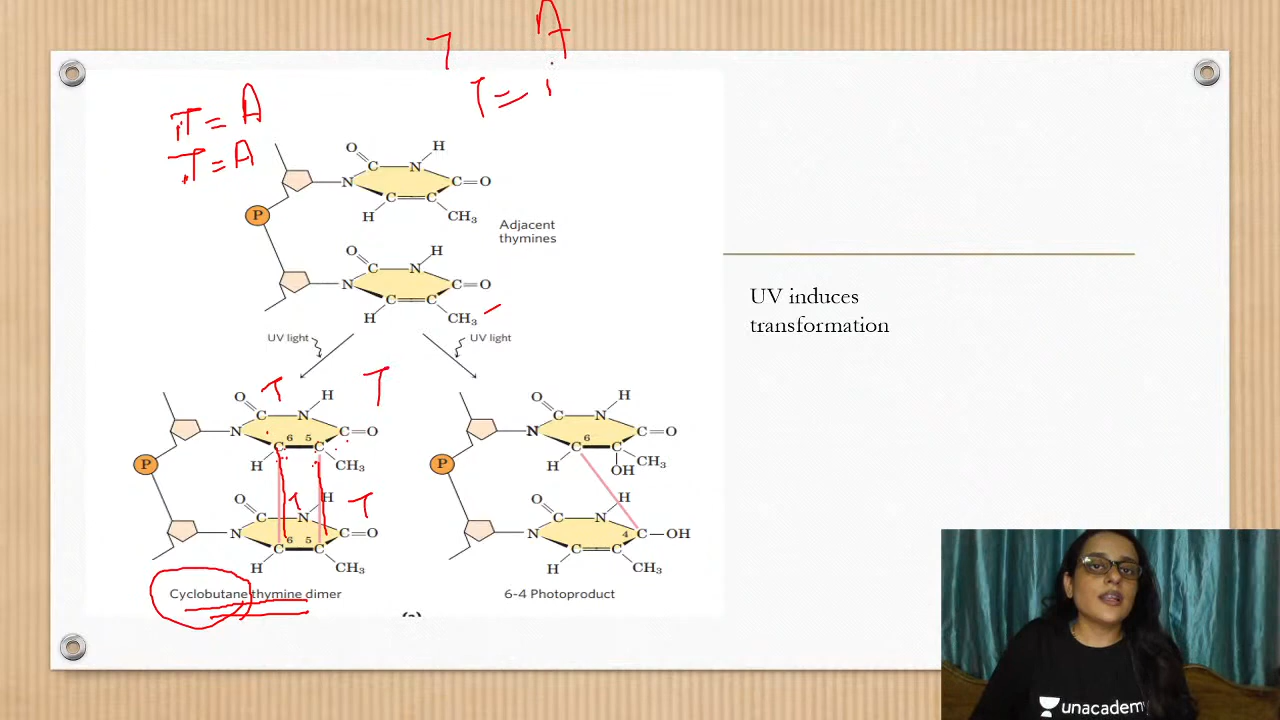 T A
T =
T = A
T = A
O H
C N
N C O
C C
H CH₃
P
Adjacent
thymines
O H
C N
N C O
C C
H CH₃
UV light UV light
T T
O H O H
C N C N
N 6 5 C O N 6 C O
C C C C
H CH₃ H OH CH₃
P P
T T
O H O H
C N C N
N 6 5 C O N 4 C OH
C C C C
H CH₃ H CH₃
Cyclobutane thymine dimer 6-4 Photoproduct
UV induces
transformation
unacademy